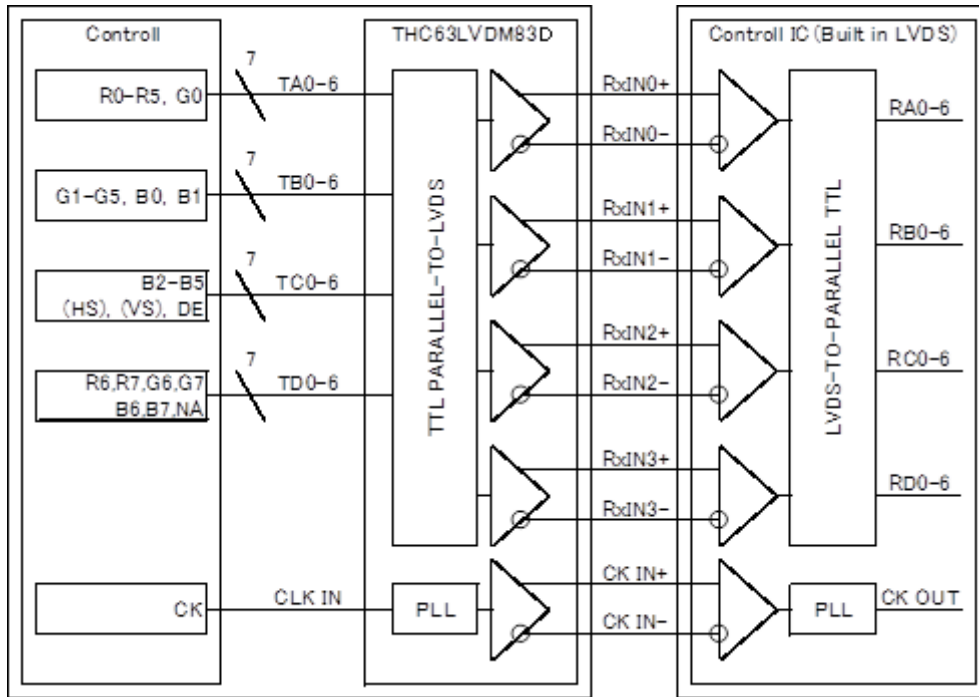 Controll
THC63LVDM83D
Controll IC (Built in LVDS)
R0-R5, G0
7
TA0-6
RxIN0+
RxIN0-
RA0-6
G1-G5, B0, B1
7
TB0-6
RxIN1+
RxIN1-
RB0-6
B2-B5
(HS), (VS), DE
7
TC0-6
RxIN2+
RxIN2-
RC0-6
R6,R7,G6,G7
B6,B7,NA
7
TD0-6
RxIN3+
RxIN3-
RD0-6
TTL PARALLEL-TO-LVDS
LVDS-TO-PARALLEL TTL
CK
CLK IN
PLL
CK IN+
CK IN-
PLL
CK OUT